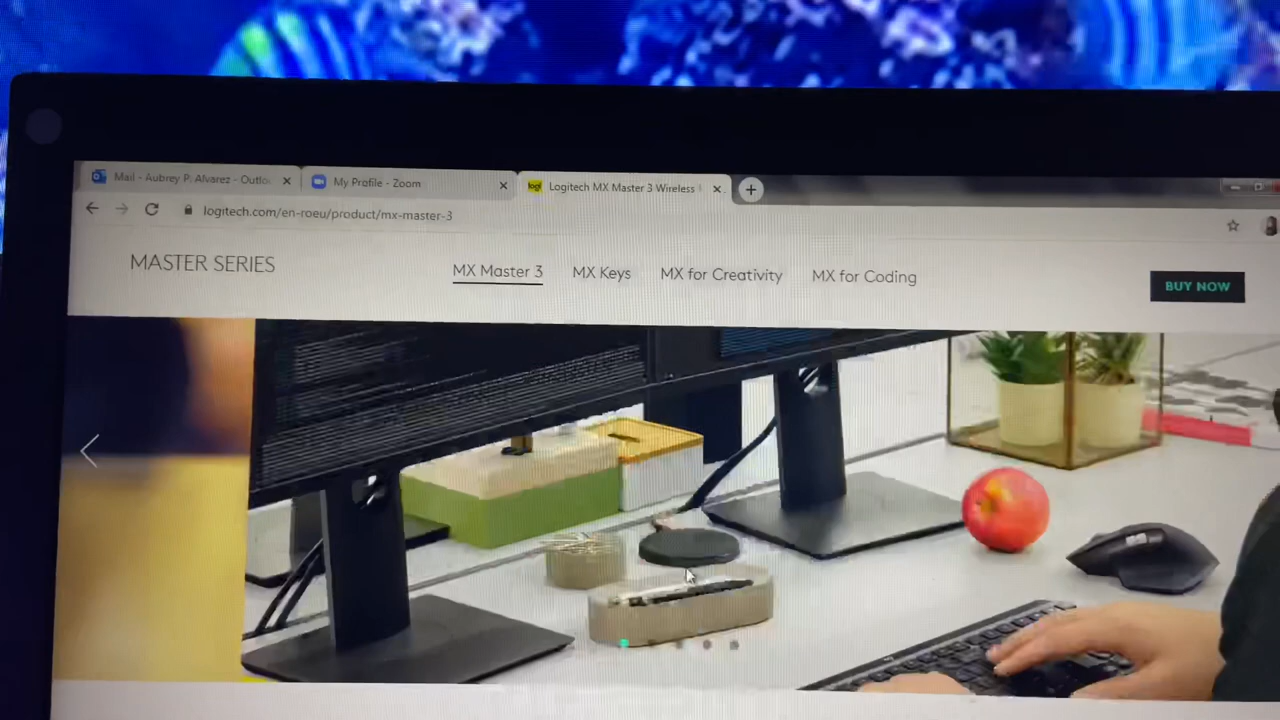 Mail - Aubrey P. Alvarez - Outlo
My Profile - Zoom
logi
Logitech MX Master 3 Wireless
logitech.com/en-roeu/product/mx-master-3
MASTER SERIES
MX Master 3
MX Keys
MX for Creativity
MX for Coding
BUY NOW